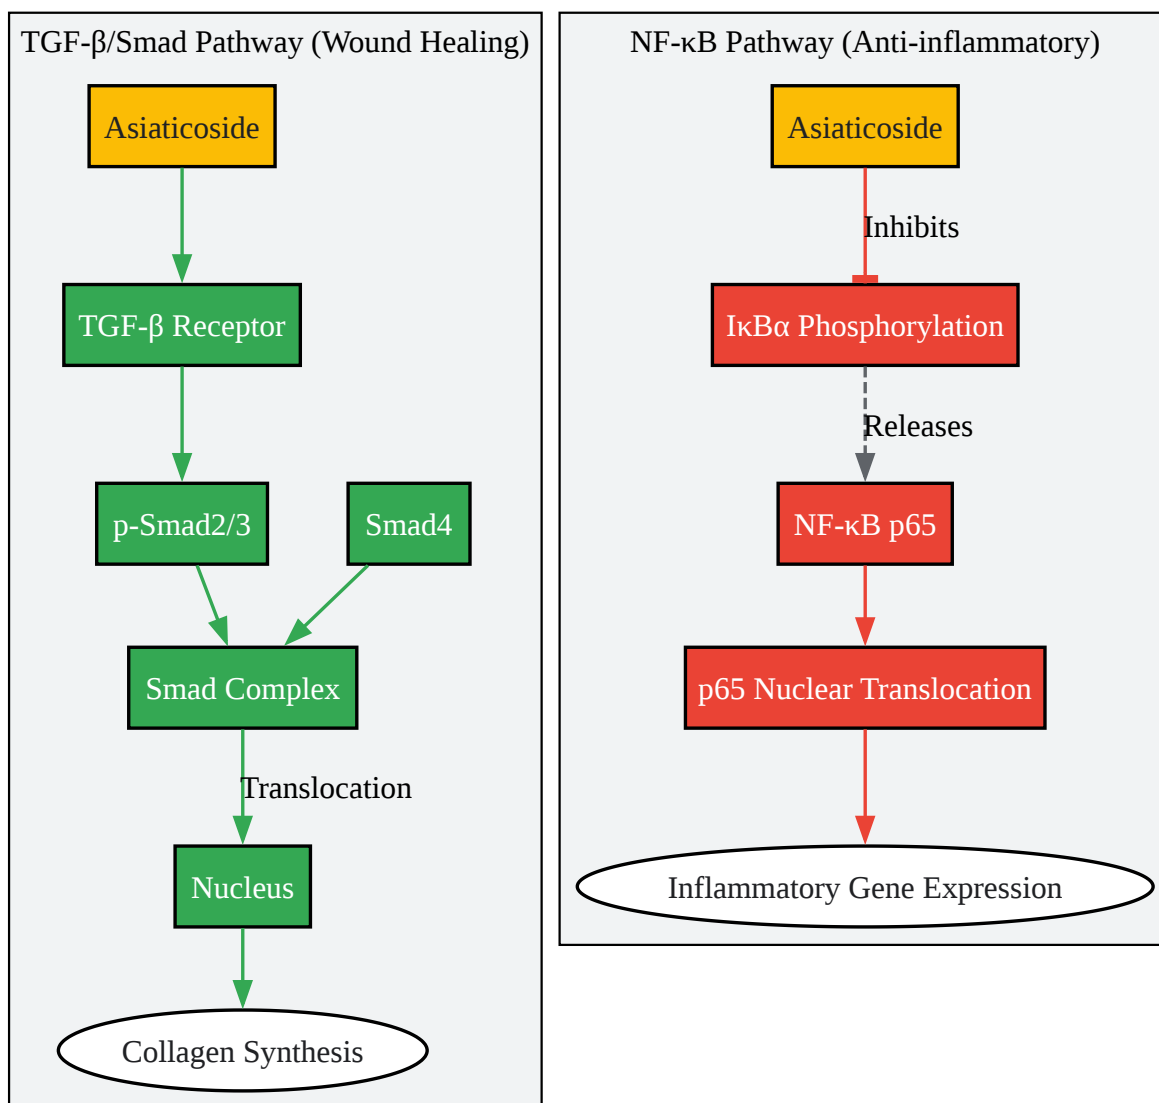 TGF-β/Smad Pathway (Wound Healing)
Asiaticoside
TGF-β Receptor
p-Smad2/3
Smad4
Smad Complex
Translocation
Nucleus
Collagen Synthesis
NF-κB Pathway (Anti-inflammatory)
Asiaticoside
Inhibits
IκBα Phosphorylation
Releases
NF-κB p65
p65 Nuclear Translocation
Inflammatory Gene Expression